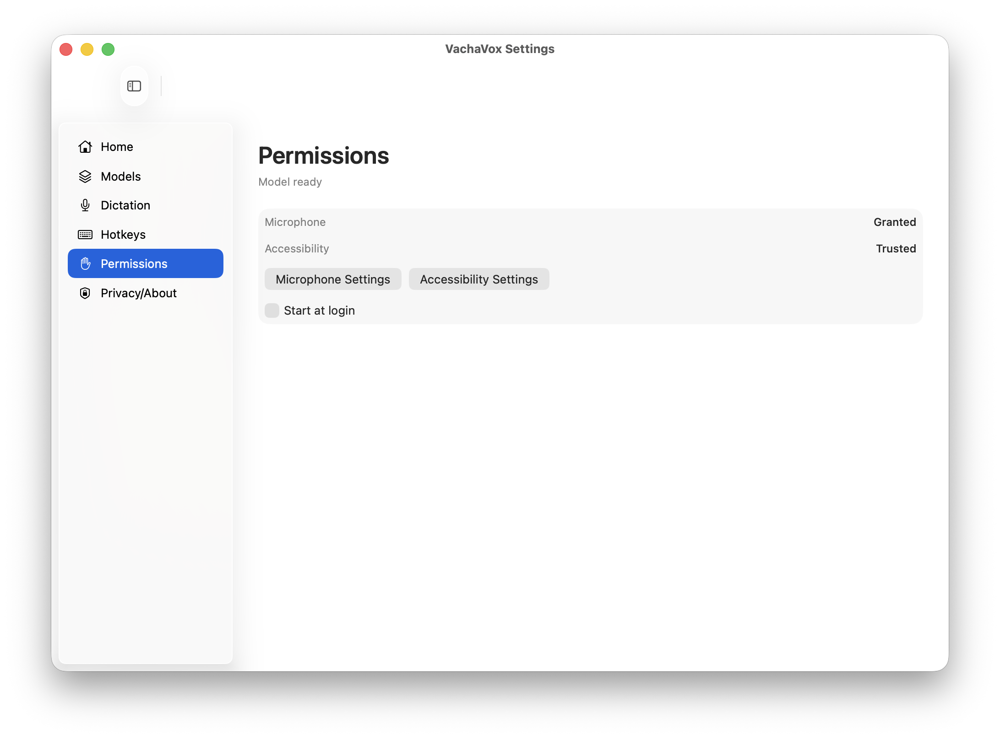 VachaVox Settings
Home
Models
Dictation
Hotkeys
Permissions
Privacy/About
Permissions
Model ready
Microphone Granted
Accessibility Trusted
Microphone Settings Accessibility Settings
Start at login